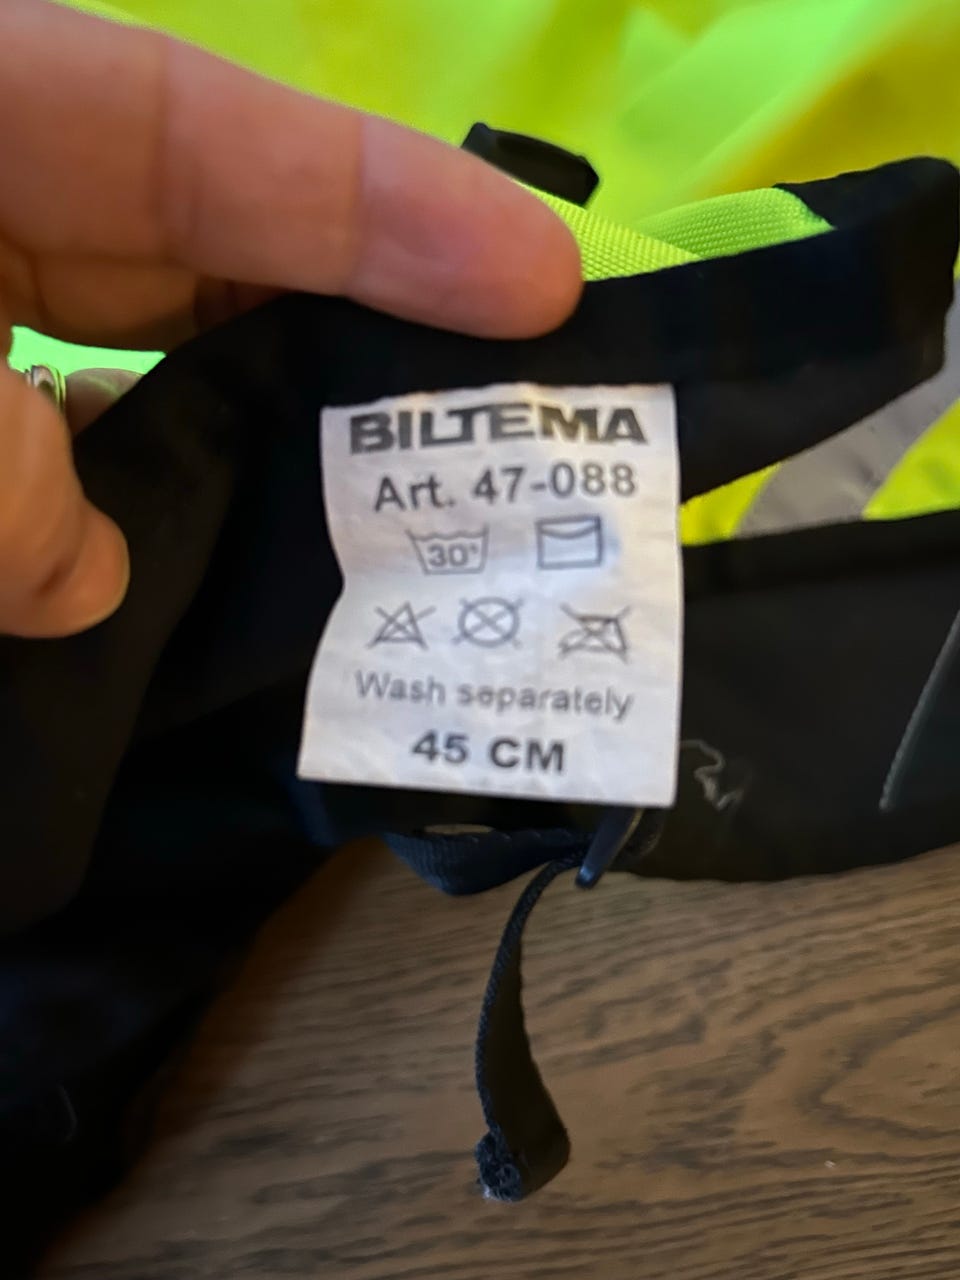 BILTEMA
Art. 47-088
30°
Wash separately
45 CM